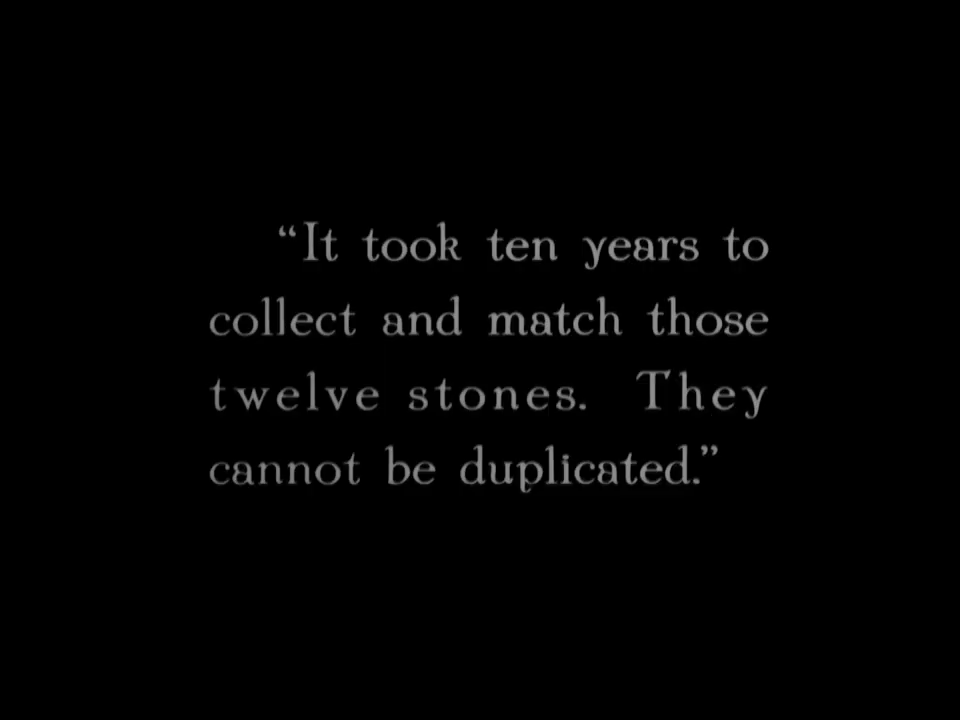 “It took ten years to
collect and match those
twelve stones. They
cannot be duplicated.”